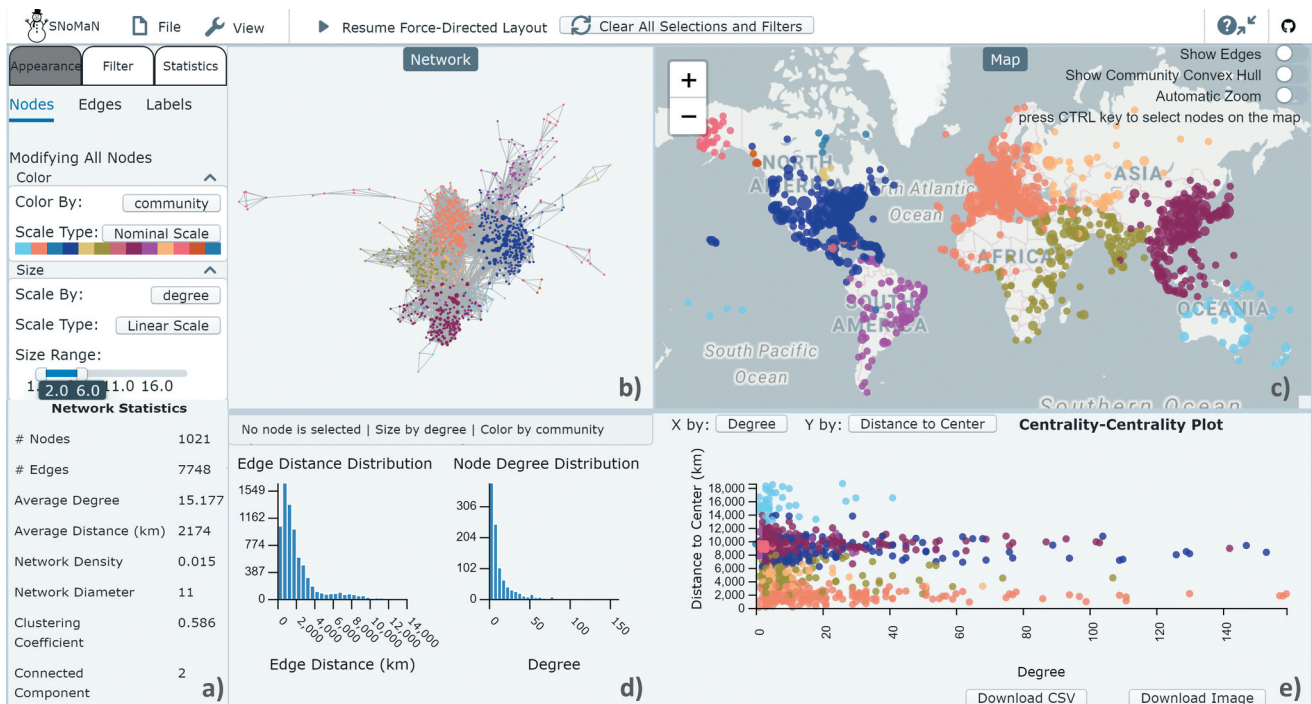 SNoMaN
File
View
Resume Force-Directed Layout
Clear All Selections and Filters
Appearance
Filter
Statistics
Nodes
Edges
Labels
Modifying All Nodes
Color
Color By:
community
Scale Type:
Nominal Scale
Size
Scale By:
degree
Scale Type:
Linear Scale
Size Range:
11.0 16.0
2.0 6.0
Network Statistics
# Nodes 1021
# Edges 7748
Average Degree 15.177
Average Distance (km) 2174
Network Density 0.015
Network Diameter 11
Clustering
Coefficient 0.586
Connected
Component 2
a)
Network
b)
Map
+
−
Show Edges
Show Community Convex Hull
Automatic Zoom
press CTRL key to select nodes on the map
NORTH
AMERICA
North Atlantic
Ocean
ASIA
AFRICA
SOUTH
AMERICA
OCEANIA
South Pacific
Ocean
Southern Ocean
c)
No node is selected | Size by degree | Color by community
Edge Distance Distribution
1549
1162
774
387
0
0
2,000
4,000
6,000
8,000
10,000
12,000
14,000
Edge Distance (km)
Node Degree Distribution
306
204
102
0
0
50
100
150
Degree
d)
X by:
Degree
Y by:
Distance to Center
Centrality-Centrality Plot
Distance to Center (km)
18,000
16,000
14,000
12,000
10,000
8,000
6,000
4,000
2,000
0
0
20
40
60
80
100
120
140
Degree
Download CSV
Download Image
e)